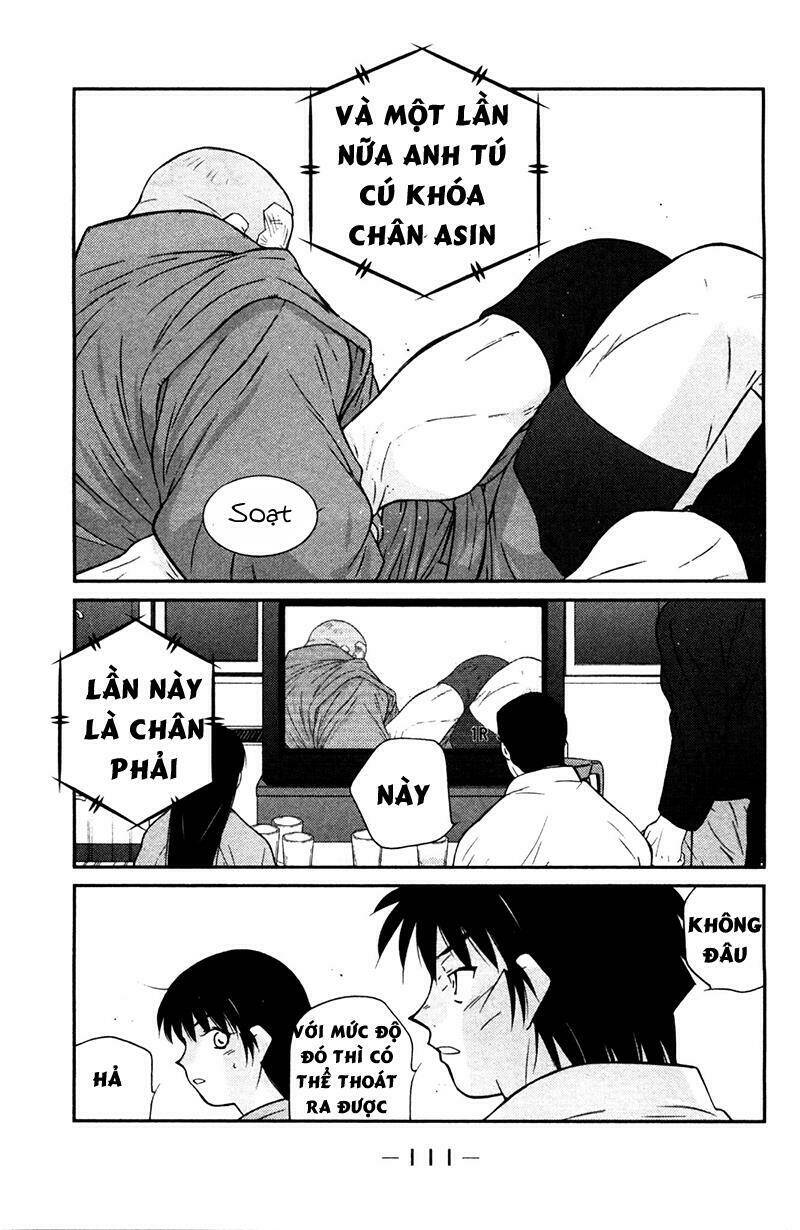 VÀ MỘT LẦN
NỮA ANH TÚ
CÚ KHÓA
CHÂN ASIN
Soạt
LẦN NÀY
LÀ CHÂN
PHẢI
1R
NÀY
KHÔNG
ĐÂU
VỚI MỨC ĐỘ
ĐÓ THÌ CÓ
THỂ THOÁT
RA ĐƯỢC
HẢ
—111—